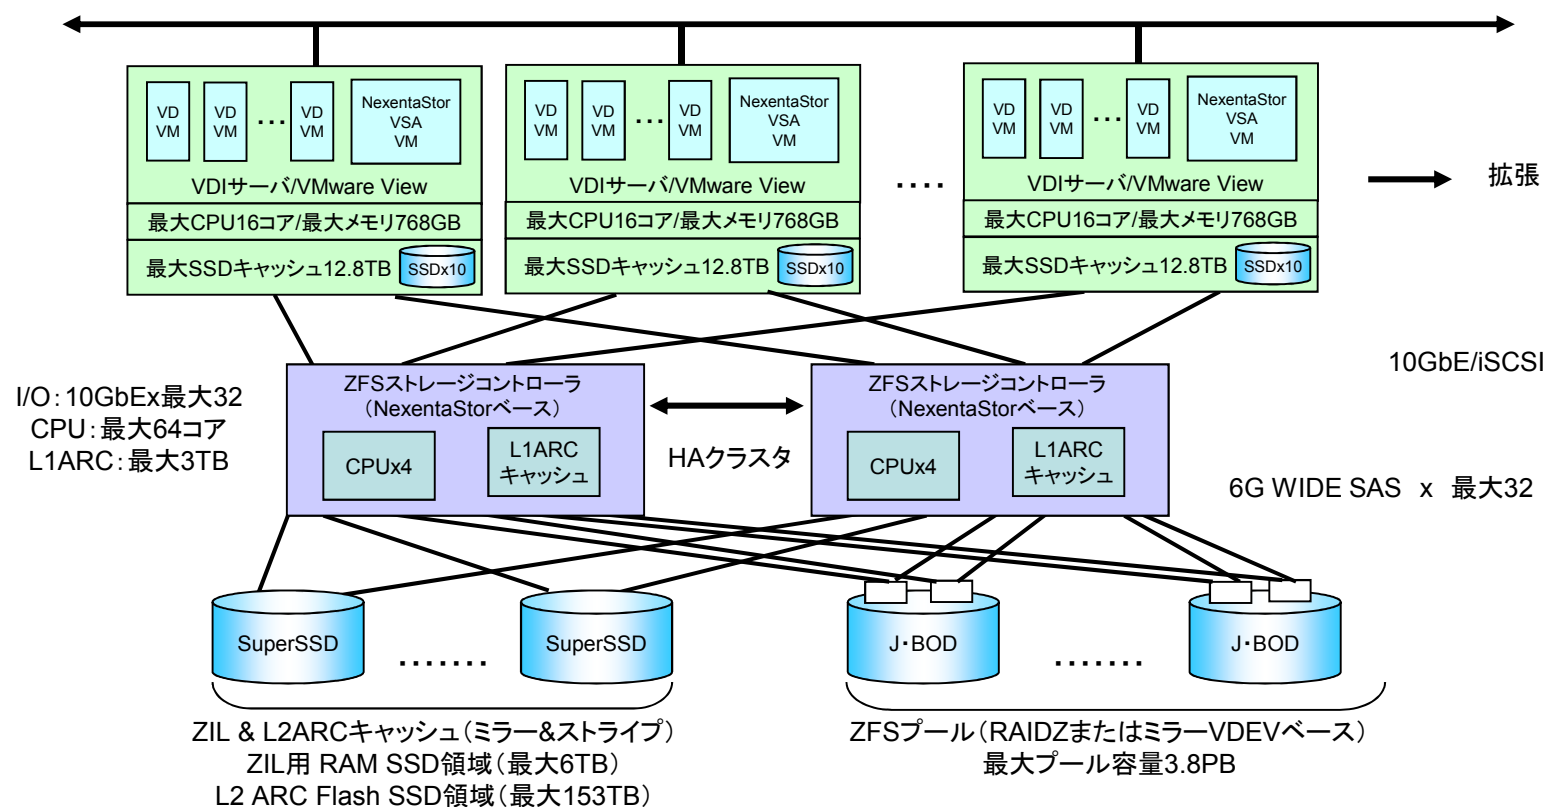 VD
VM
VD
VM
・・・
VD
VM
NexentaStor
VSA
VM
VDIサーバ/VMware View
最大CPU16コア/最大メモリ768GB
最大SSDキャッシュ12.8TB
SSDx10
VD
VM
VD
VM
・・・
VD
VM
NexentaStor
VSA
VM
VDIサーバ/VMware View
最大CPU16コア/最大メモリ768GB
最大SSDキャッシュ12.8TB
SSDx10
・・・・
VD
VM
VD
VM
・・・
VD
VM
NexentaStor
VSA
VM
VDIサーバ/VMware View
最大CPU16コア/最大メモリ768GB
最大SSDキャッシュ12.8TB
SSDx10
拡張
I/O：10GbEx最大32
CPU：最大64コア
L1ARC：最大3TB
ZFSストレージコントローラ
（NexentaStorベース）
CPUx4
L1ARC
キャッシュ
HAクラスタ
ZFSストレージコントローラ
（NexentaStorベース）
CPUx4
L1ARC
キャッシュ
10GbE/iSCSI
6G WIDE SAS x 最大32
SuperSSD
・・・・・・・
SuperSSD
J・BOD
・・・・・・・
J・BOD
ZIL & L2ARCキャッシュ（ミラー&ストライプ）
ZIL用 RAM SSD領域（最大6TB）
L2 ARC Flash SSD領域（最大153TB）
ZFSプール（RAIDZまたはミラーVDEVベース）
最大プール容量3.8PB